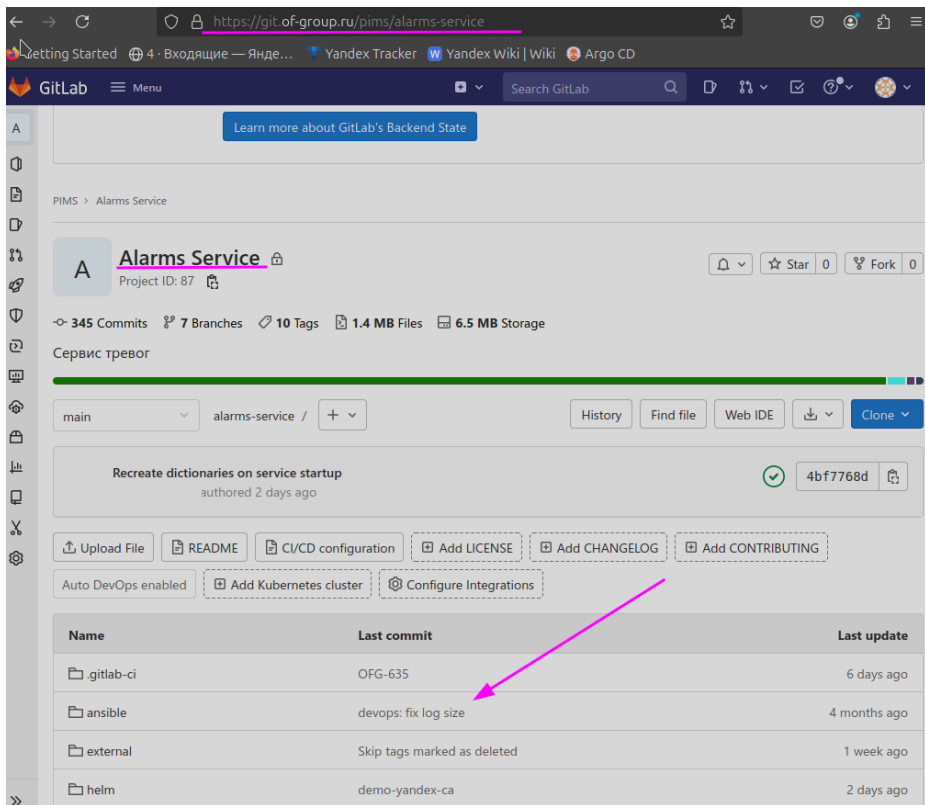 https://git.of-group.ru/pims/alarms-service
Getting Started 4 · Входящие — Янде... Yandex Tracker W Yandex Wiki | Wiki Argo CD
GitLab Menu Search GitLab
A Learn more about GitLab's Backend State
PIMS > Alarms Service
A Alarms Service
Project ID: 87
Star 0 Fork 0
345 Commits 7 Branches 10 Tags 1.4 MB Files 6.5 MB Storage
Сервис тревог
main alarms-service / + History Find file Web IDE Clone
Recreate dictionaries on service startup
authored 2 days ago
4bf7768d
Upload File README CI/CD configuration Add LICENSE Add CHANGELOG Add CONTRIBUTING
Auto DevOps enabled Add Kubernetes cluster Configure Integrations
Name Last commit Last update
.gitlab-ci OFG-635 6 days ago
ansible devops: fix log size 4 months ago
external Skip tags marked as deleted 1 week ago
helm demo-yandex-ca 2 days ago